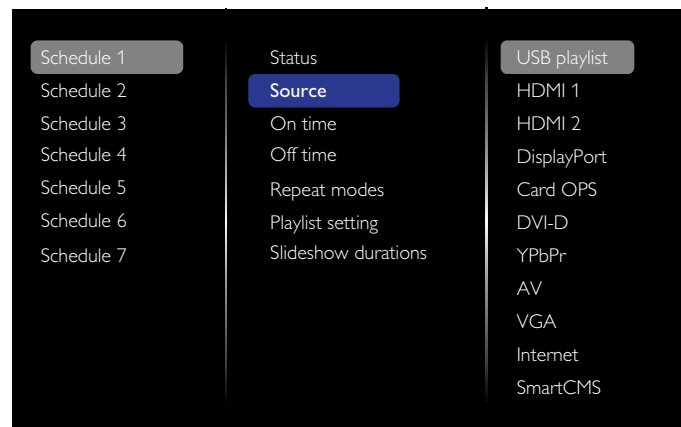 Schedule 1
Schedule 2
Schedule 3
Schedule 4
Schedule 5
Schedule 6
Schedule 7
Status
Source
On time
Off time
Repeat modes
Playlist setting
Slideshow durations
USB playlist
HDMI 1
HDMI 2
DisplayPort
Card OPS
DVI-D
YPbPr
AV
VGA
Internet
SmartCMS